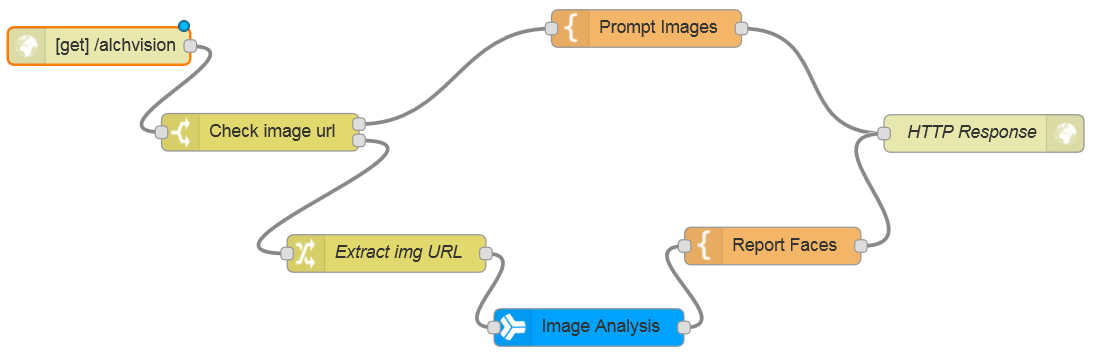 [get] /alchvision
Prompt Images
Check image url
HTTP Response
Extract img URL
Report Faces
Image Analysis